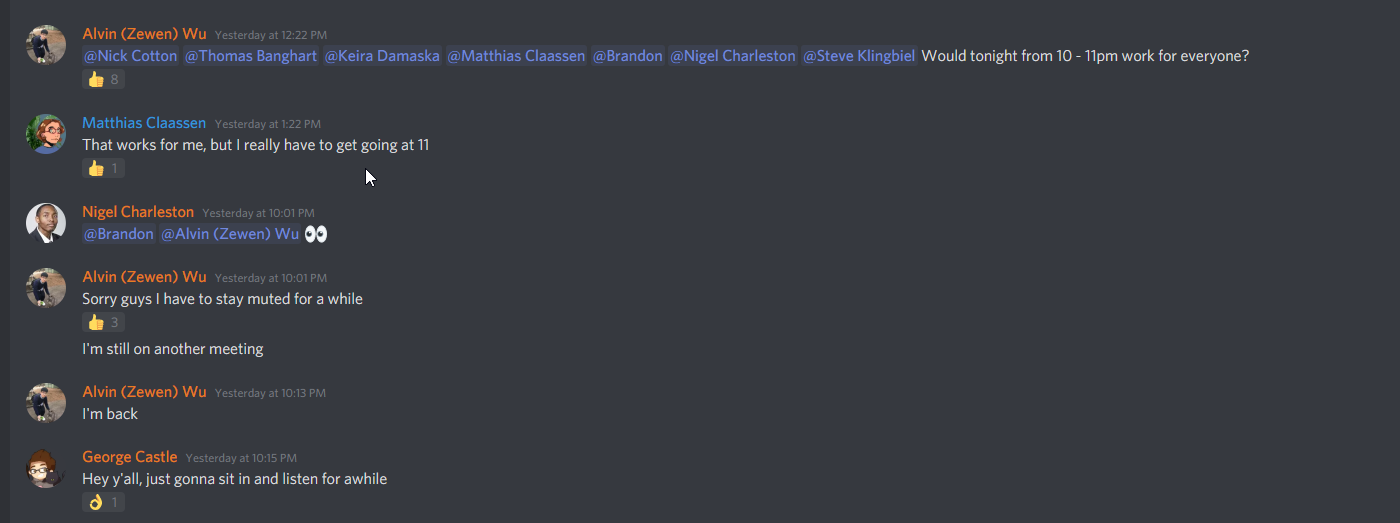 Alvin (Zewen) Wu Yesterday at 12:22 PM
@Nick Cotton @Thomas Banghart @Keira Damaska @Matthias Claassen @Brandon @Nigel Charleston @Steve Klingbiel Would tonight from 10 - 11pm work for everyone?
👍 8
Matthias Claassen Yesterday at 1:22 PM
That works for me, but I really have to get going at 11
👍 1
Nigel Charleston Yesterday at 10:01 PM
@Brandon @Alvin (Zewen) Wu 👀
Alvin (Zewen) Wu Yesterday at 10:01 PM
Sorry guys I have to stay muted for a while
👍 3
I'm still on another meeting
Alvin (Zewen) Wu Yesterday at 10:13 PM
I'm back
George Castle Yesterday at 10:15 PM
Hey y'all, just gonna sit in and listen for awhile
👌 1